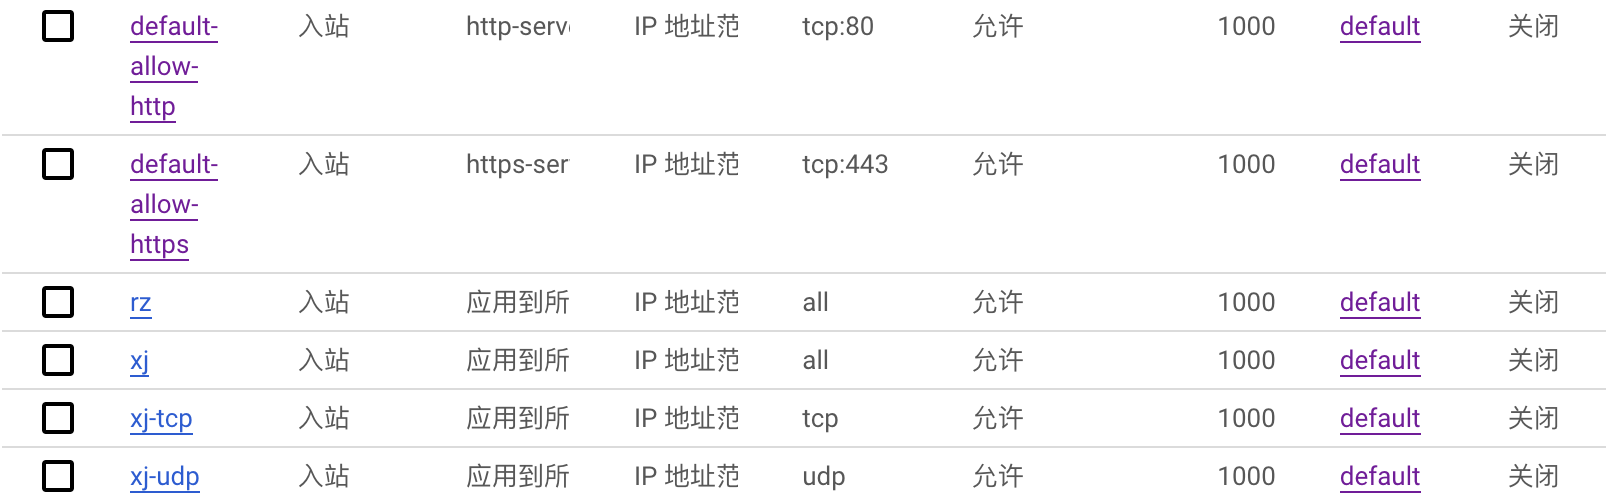 default- 入站 http-serv IP 地址范 tcp:80 允许 1000 default 关闭
allow-
http
default- 入站 https-ser IP 地址范 tcp:443 允许 1000 default 关闭
allow-
https
rz 入站 应用到所 IP 地址范 all 允许 1000 default 关闭
xj 入站 应用到所 IP 地址范 all 允许 1000 default 关闭
xj-tcp 入站 应用到所 IP 地址范 tcp 允许 1000 default 关闭
xj-udp 入站 应用到所 IP 地址范 udp 允许 1000 default 关闭